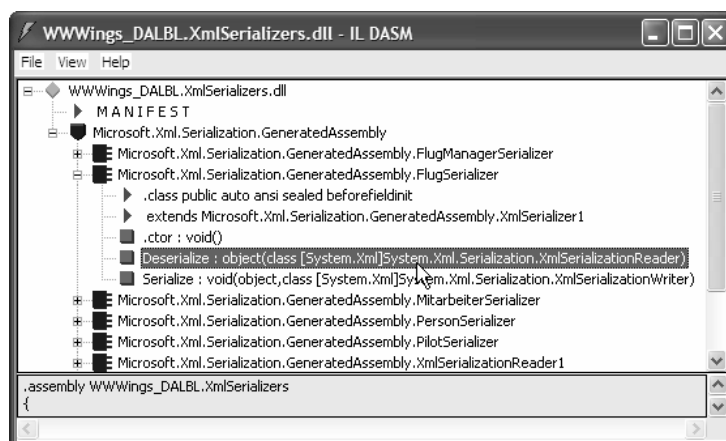 WWWings_DALBL.XmlSerializers.dll - IL DASM
File View Help
WWWings_DALBL.XmlSerializers.dll
MANIFEST
Microsoft.Xml.Serialization.GeneratedAssembly
Microsoft.Xml.Serialization.GeneratedAssembly.FlugManagerSerializer
Microsoft.Xml.Serialization.GeneratedAssembly.FlugSerializer
.class public auto ansi sealed beforefieldinit
extends Microsoft.Xml.Serialization.GeneratedAssembly.XmlSerializer1
.ctor : void()
Deserialize : object(class [System.Xml]System.Xml.Serialization.XmlSerializationReader)
Serialize : void(object,class [System.Xml]System.Xml.Serialization.XmlSerializationWriter)
Microsoft.Xml.Serialization.GeneratedAssembly.MitarbeiterSerializer
Microsoft.Xml.Serialization.GeneratedAssembly.PersonSerializer
Microsoft.Xml.Serialization.GeneratedAssembly.PilotSerializer
Microsoft.Xml.Serialization.GeneratedAssembly.XmlSerializationReader1
.assembly WWWings_DALBL.XmlSerializers
{